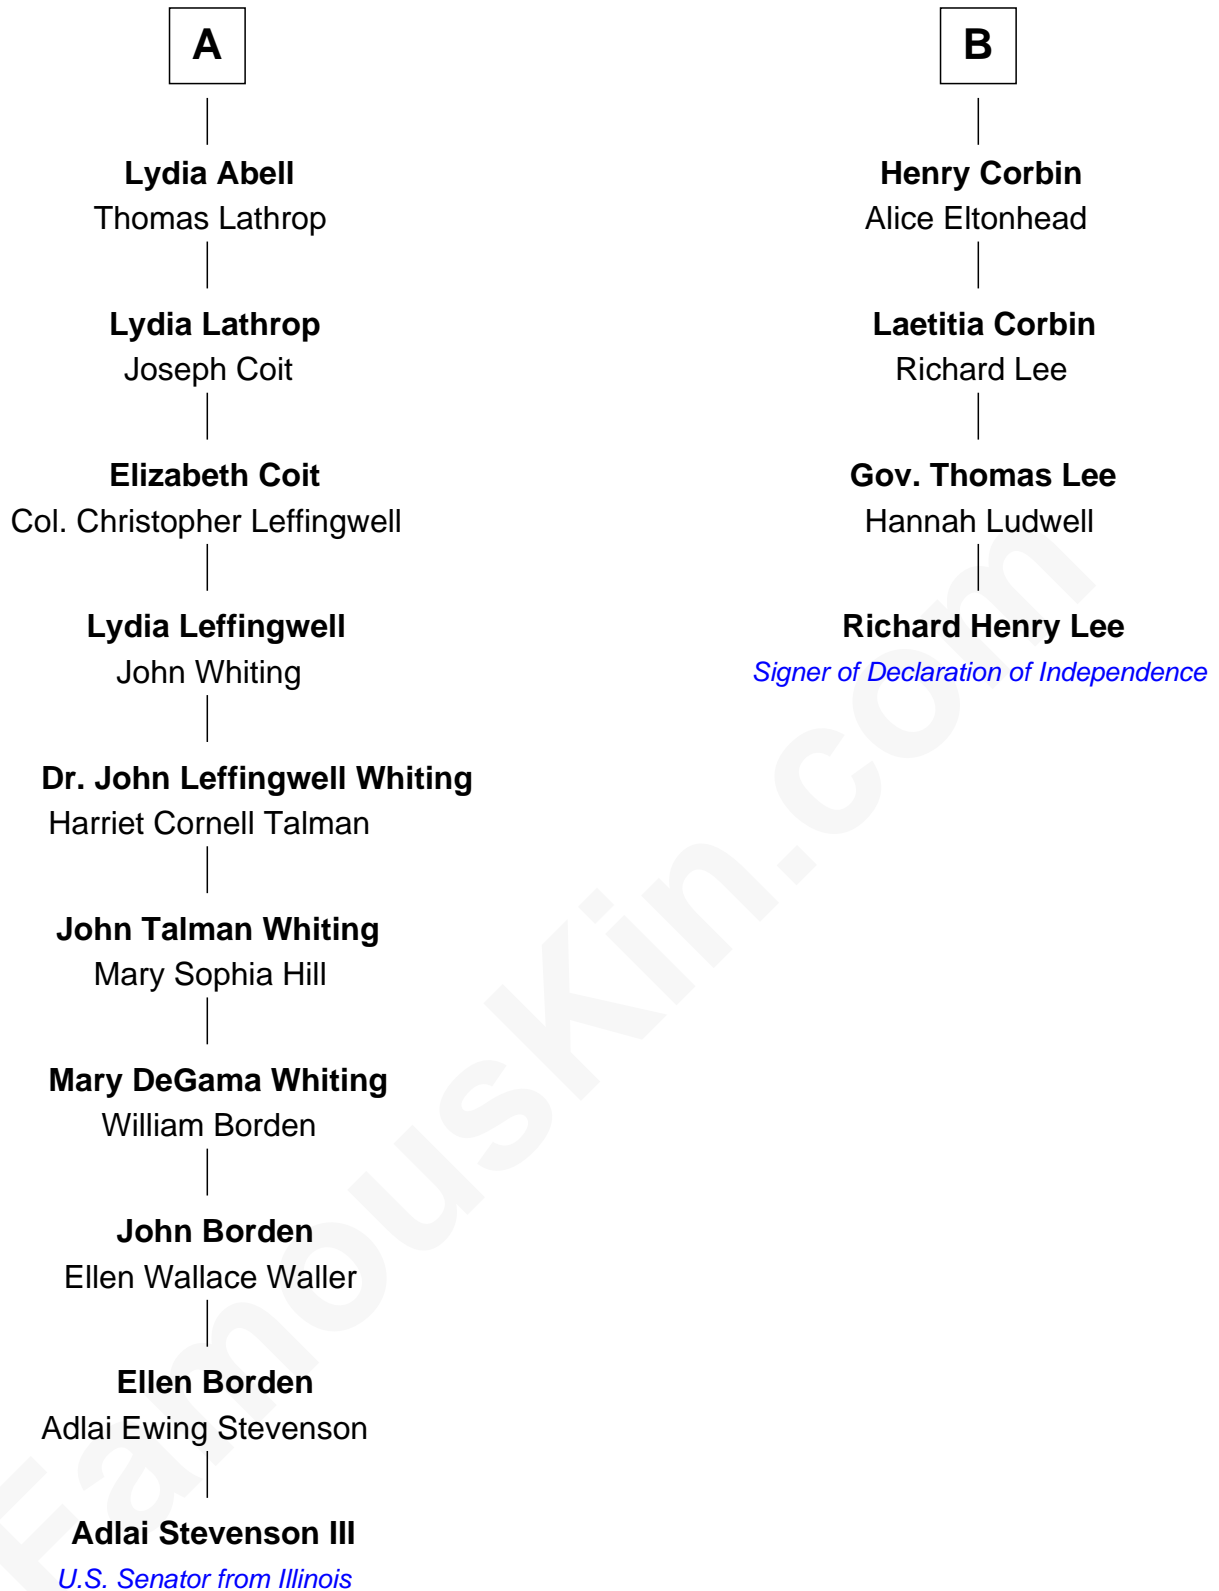 A
Lydia Abell
Thomas Lathrop
Lydia Lathrop
Joseph Coit
Elizabeth Coit
Col. Christopher Leffingwell
Lydia Leffingwell
John Whiting
Dr. John Leffingwell Whiting
Harriet Cornell Talman
John Talman Whiting
Mary Sophia Hill
Mary DeGama Whiting
William Borden
John Borden
Ellen Wallace Waller
Ellen Borden
Adlai Ewing Stevenson
Adlai Stevenson III
U.S. Senator from Illinois
B
Henry Corbin
Alice Eltonhead
Laetitia Corbin
Richard Lee
Gov. Thomas Lee
Hannah Ludwell
Richard Henry Lee
Signer of Declaration of Independence
FamousKin.com